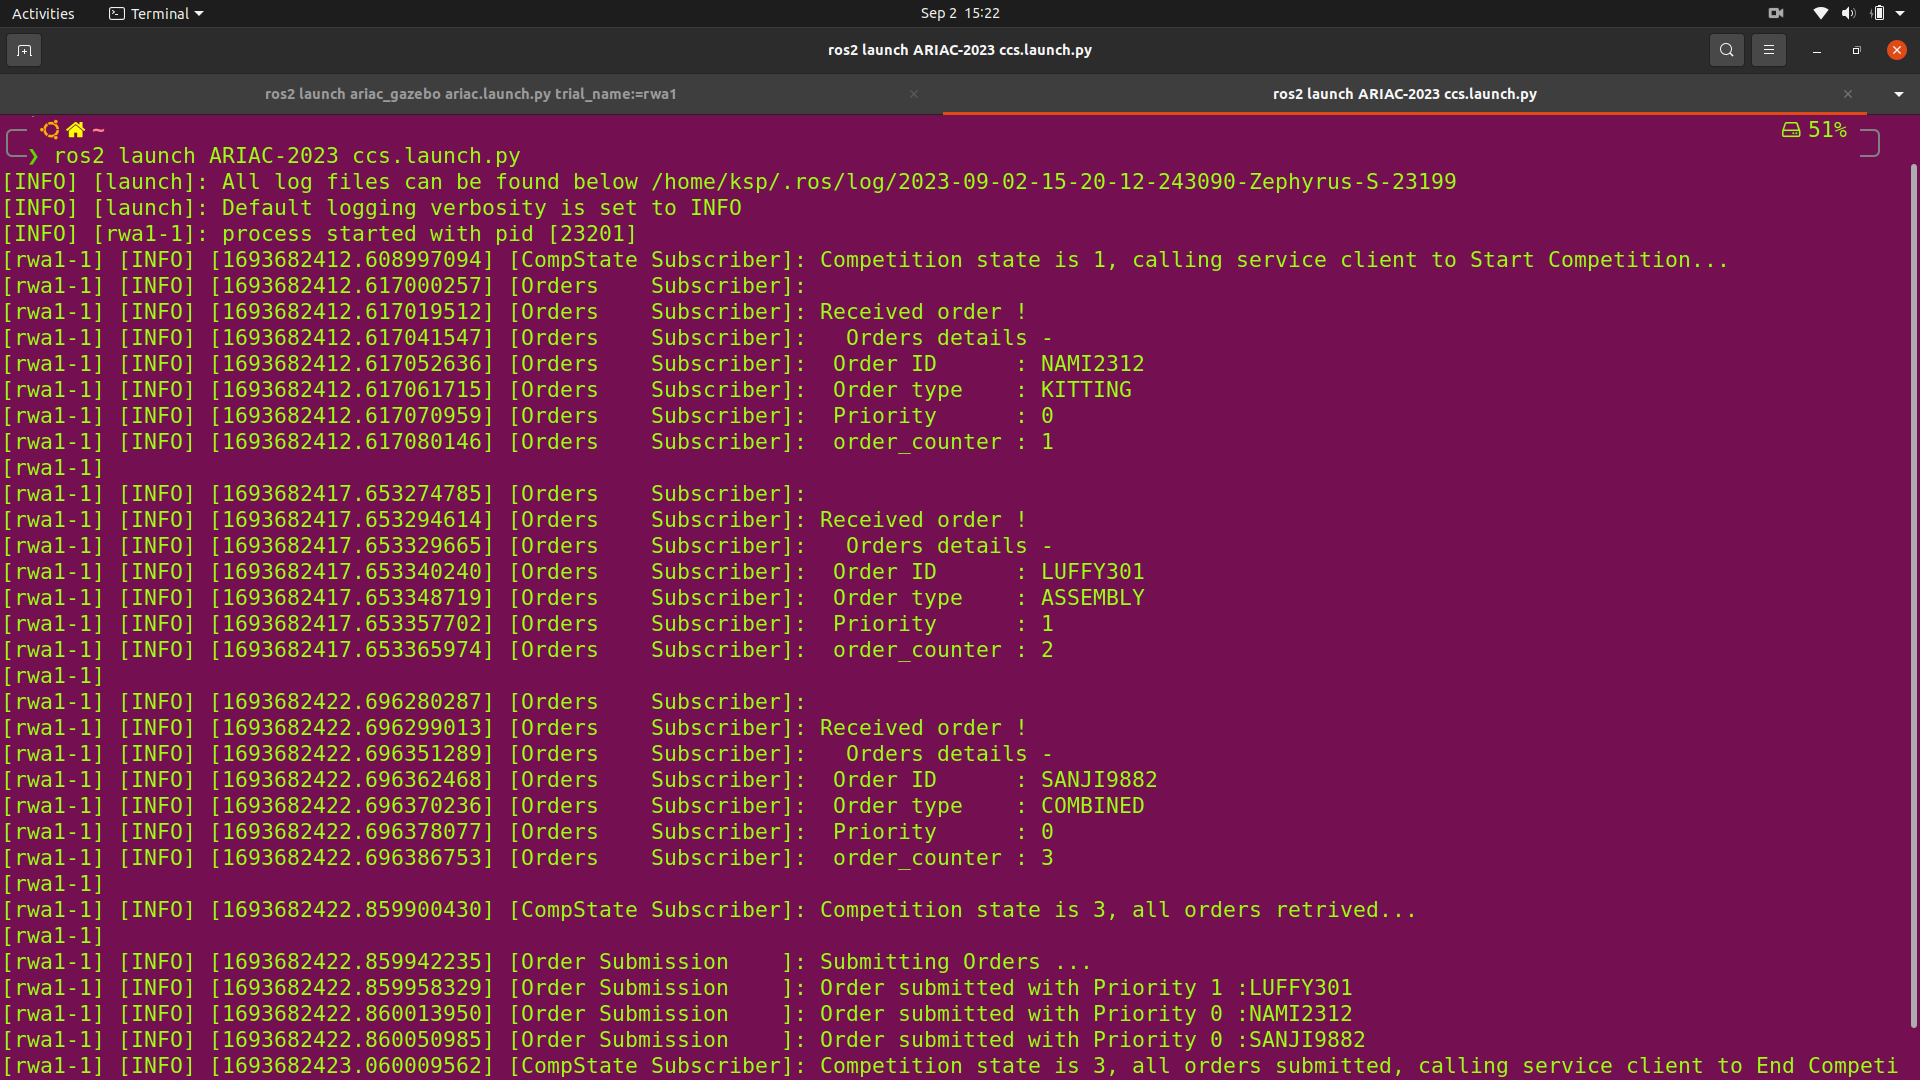 Activities Terminal Sep 2 15:22
ros2 launch ARIAC-2023 ccs.launch.py
ros2 launch ariac_gazebo ariac.launch.py trial_name:=rwa1 ros2 launch ARIAC-2023 ccs.launch.py
~ 51%
❯ ros2 launch ARIAC-2023 ccs.launch.py
[INFO] [launch]: All log files can be found below /home/ksp/.ros/log/2023-09-02-15-20-12-243090-Zephyrus-S-23199
[INFO] [launch]: Default logging verbosity is set to INFO
[INFO] [rwa1-1]: process started with pid [23201]
[rwa1-1] [INFO] [1693682412.608997094] [CompState Subscriber]: Competition state is 1, calling service client to Start Competition...
[rwa1-1] [INFO] [1693682412.617000257] [Orders    Subscriber]:
[rwa1-1] [INFO] [1693682412.617019512] [Orders    Subscriber]: Received order !
[rwa1-1] [INFO] [1693682412.617041547] [Orders    Subscriber]:   Orders details -
[rwa1-1] [INFO] [1693682412.617052636] [Orders    Subscriber]:  Order ID      : NAMI2312
[rwa1-1] [INFO] [1693682412.617061715] [Orders    Subscriber]:  Order type    : KITTING
[rwa1-1] [INFO] [1693682412.617070959] [Orders    Subscriber]:  Priority      : 0
[rwa1-1] [INFO] [1693682412.617080146] [Orders    Subscriber]:  order_counter : 1
[rwa1-1]
[rwa1-1] [INFO] [1693682417.653274785] [Orders    Subscriber]:
[rwa1-1] [INFO] [1693682417.653294614] [Orders    Subscriber]: Received order !
[rwa1-1] [INFO] [1693682417.653329665] [Orders    Subscriber]:   Orders details -
[rwa1-1] [INFO] [1693682417.653340240] [Orders    Subscriber]:  Order ID      : LUFFY301
[rwa1-1] [INFO] [1693682417.653348719] [Orders    Subscriber]:  Order type    : ASSEMBLY
[rwa1-1] [INFO] [1693682417.653357702] [Orders    Subscriber]:  Priority      : 1
[rwa1-1] [INFO] [1693682417.653365974] [Orders    Subscriber]:  order_counter : 2
[rwa1-1]
[rwa1-1] [INFO] [1693682422.696280287] [Orders    Subscriber]:
[rwa1-1] [INFO] [1693682422.696299013] [Orders    Subscriber]: Received order !
[rwa1-1] [INFO] [1693682422.696351289] [Orders    Subscriber]:   Orders details -
[rwa1-1] [INFO] [1693682422.696362468] [Orders    Subscriber]:  Order ID      : SANJI9882
[rwa1-1] [INFO] [1693682422.696370236] [Orders    Subscriber]:  Order type    : COMBINED
[rwa1-1] [INFO] [1693682422.696378077] [Orders    Subscriber]:  Priority      : 0
[rwa1-1] [INFO] [1693682422.696386753] [Orders    Subscriber]:  order_counter : 3
[rwa1-1]
[rwa1-1] [INFO] [1693682422.859900430] [CompState Subscriber]: Competition state is 3, all orders retrived...
[rwa1-1]
[rwa1-1] [INFO] [1693682422.859942235] [Order Submission    ]: Submitting Orders ...
[rwa1-1] [INFO] [1693682422.859958329] [Order Submission    ]: Order submitted with Priority 1 :LUFFY301
[rwa1-1] [INFO] [1693682422.860013950] [Order Submission    ]: Order submitted with Priority 0 :NAMI2312
[rwa1-1] [INFO] [1693682422.860050985] [Order Submission    ]: Order submitted with Priority 0 :SANJI9882
[rwa1-1] [INFO] [1693682423.060009562] [CompState Subscriber]: Competition state is 3, all orders submitted, calling service client to End Competi